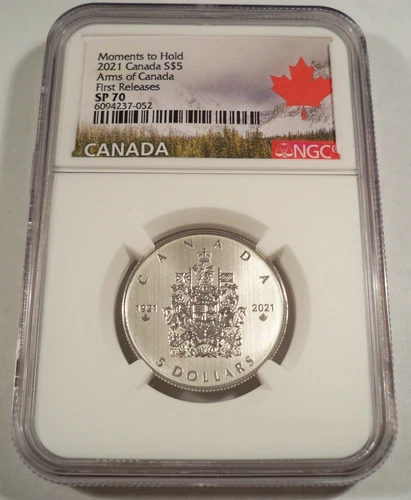 Moments to Hold
2021 Canada S$5
Arms of Canada
First Releases
SP 70
6094237-052
CANADA
NGC
CANADA
1921 2021
5 DOLLARS